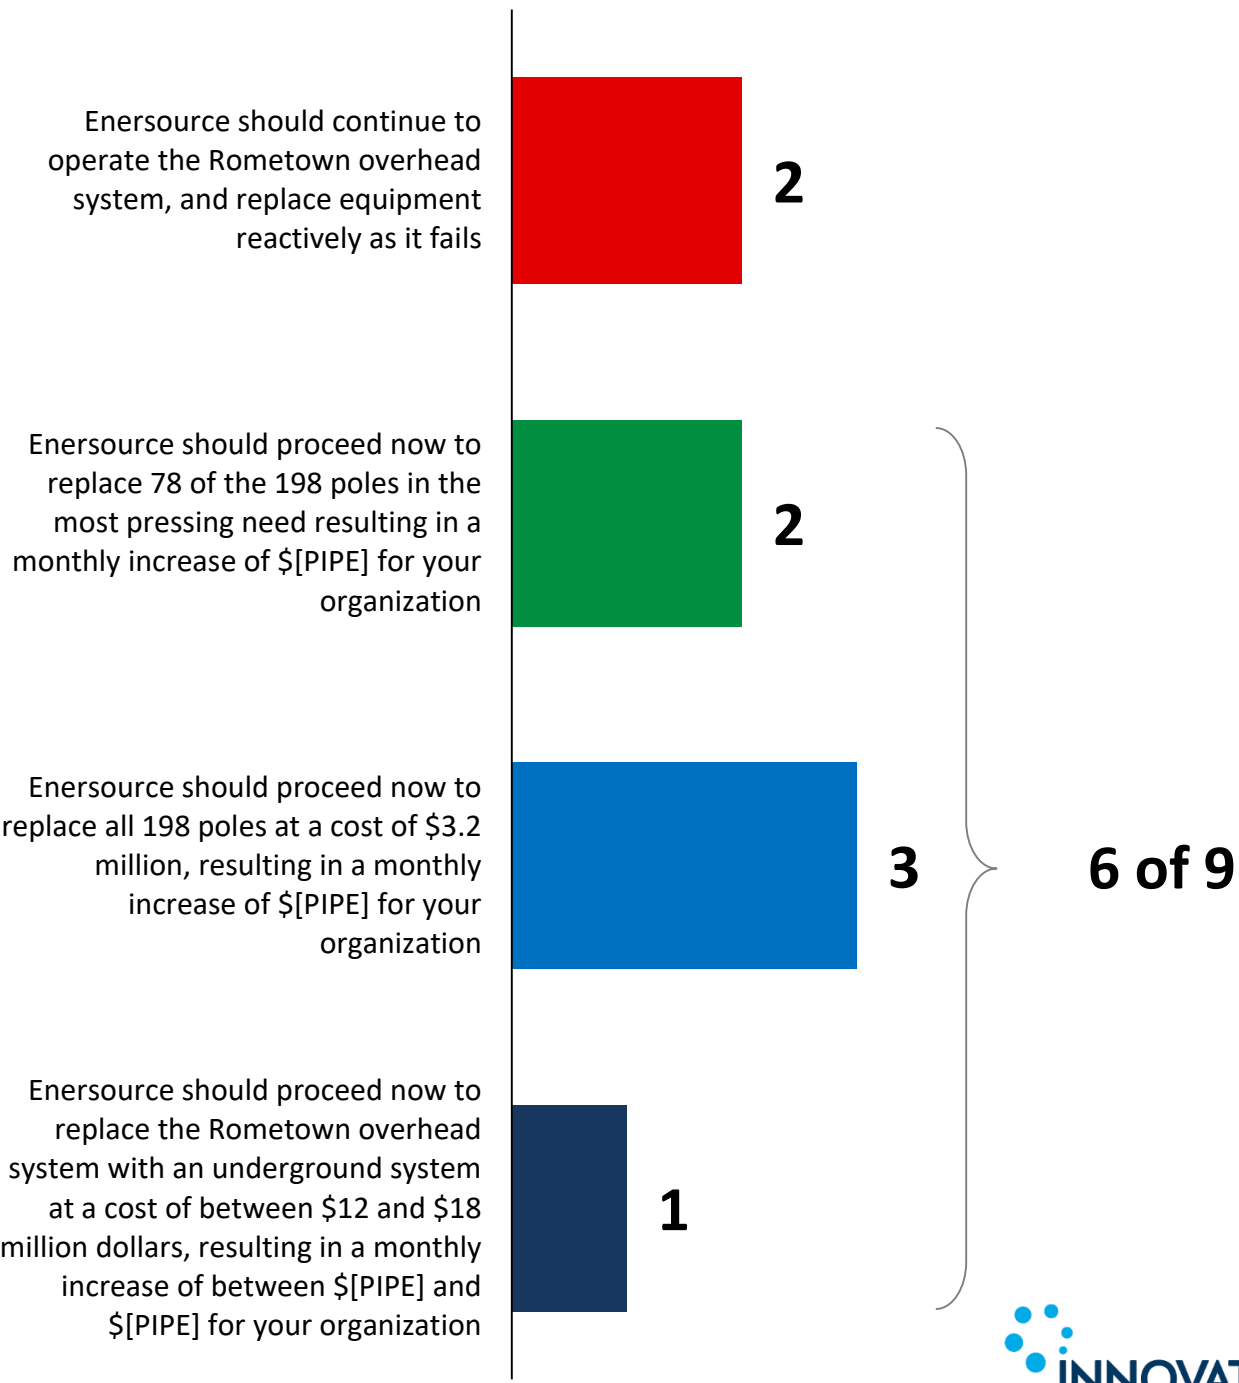 Enersource should continue to
operate the Rometown overhead
system, and replace equipment
reactively as it fails
2
Enersource should proceed now to
replace 78 of the 198 poles in the
most pressing need resulting in a
monthly increase of $[PIPE] for your
organization
2
Enersource should proceed now to
replace all 198 poles at a cost of $3.2
million, resulting in a monthly
increase of $[PIPE] for your
organization
3
6 of 9
Enersource should proceed now to
replace the Rometown overhead
system with an underground system
at a cost of between $12 and $18
million dollars, resulting in a monthly
increase of between $[PIPE] and
$[PIPE] for your organization
1